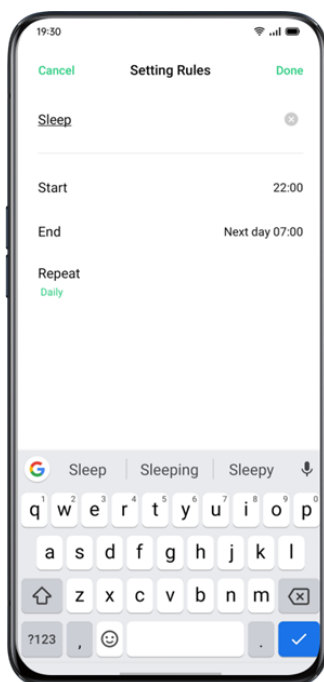 19:30
Cancel Setting Rules Done
Sleep
Start 22:00
End Next day 07:00
Repeat
Daily
G Sleep Sleeping Sleepy
1 2 3 4 5 6 7 8 9 0
q w e r t y u i o p
a s d f g h j k l
z x c v b n m
?123 , .